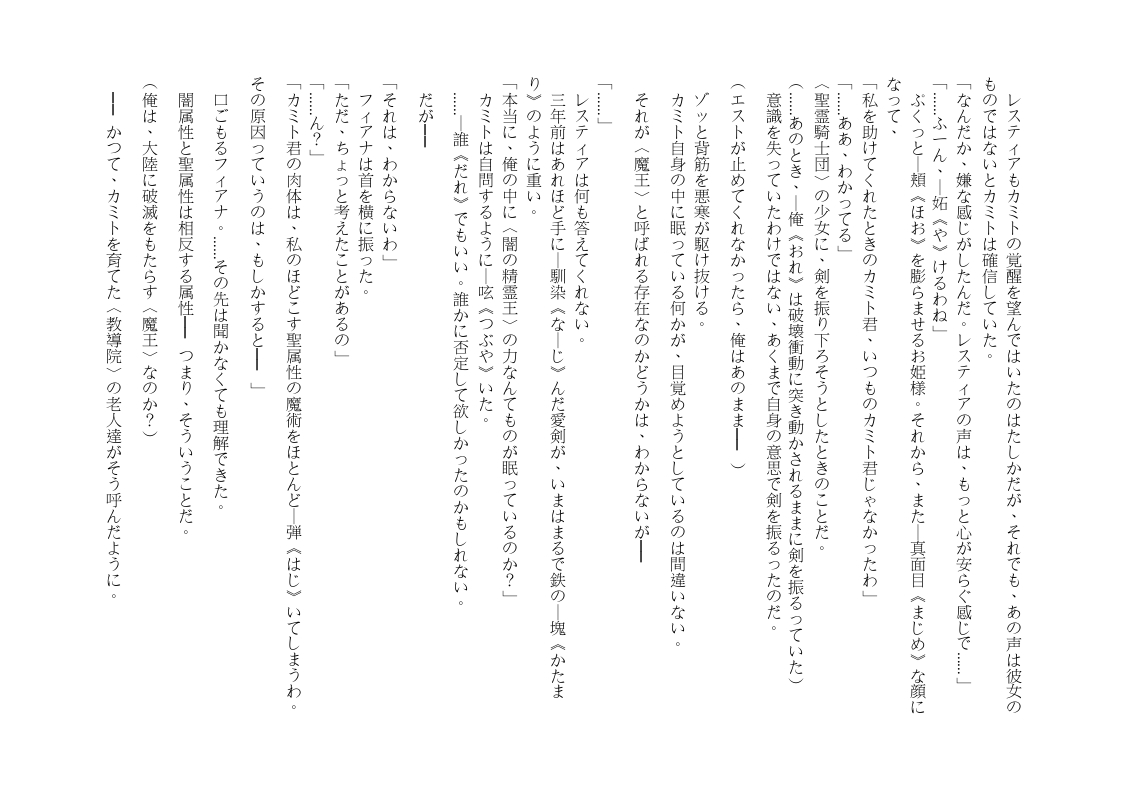 レスティアもカミトの覚醒を望んではいたのはたしかだが、それでも、あの声は彼女の
ものではないとカミトは確信していた。
「なんだか、嫌な感じがしたんだ。レスティアの声は、もっと心が安らぐ感じで……」
「……ふーん、―妬《や》けるわね」
ぷくっと―頬《ほお》を膨らませるお姫様。それから、また―真面目《まじめ》な顔に
なって、
「私を助けてくれたときのカミト君、いつものカミト君じゃなかったわ」
「……ああ、わかってる」
〈聖霊騎士団〉の少女に、剣を振り下ろそうとしたときのことだ。
（……あのとき、―俺《おれ》は破壊衝動に突き動かされるままに剣を振るっていた）
意識を失っていたわけではない、あくまで自身の意思で剣を振るったのだ。
（エストが止めてくれなかったら、俺はあのまま━━ ）
ゾッと背筋を悪寒が駆け抜ける。
カミト自身の中に眠っている何かが、目覚めようとしているのは間違いない。
それが〈魔王〉と呼ばれる存在なのかどうかは、わからないが━━
「……」
レスティアは何も答えてくれない。
三年前はあれほど手に―馴染《な―じ》んだ愛剣が、いまはまるで鉄の―塊《かたま
り》のように重い。
「本当に、俺の中に〈闇の精霊王〉の力なんてものが眠っているのか？」
カミトは自問するように―呟《つぶや》いた。
……―誰《だれ》でもいい。誰かに否定して欲しかったのかもしれない。
だが━━
「それは、わからないわ」
フィアナは首を横に振った。
「ただ、ちょっと考えたことがあるの」
「……ん？」
「カミト君の肉体は、私のほどこす聖属性の魔術をほとんど―弾《はじ》いてしまうわ。
その原因っていうのは、もしかすると━━ 」
口ごもるフィアナ。……その先は聞かなくても理解できた。
闇属性と聖属性は相反する属性━━ つまり、そういうことだ。
（俺は、大陸に破滅をもたらす〈魔王〉なのか？）
━━ かつて、カミトを育てた〈教導院〉の老人達がそう呼んだように。